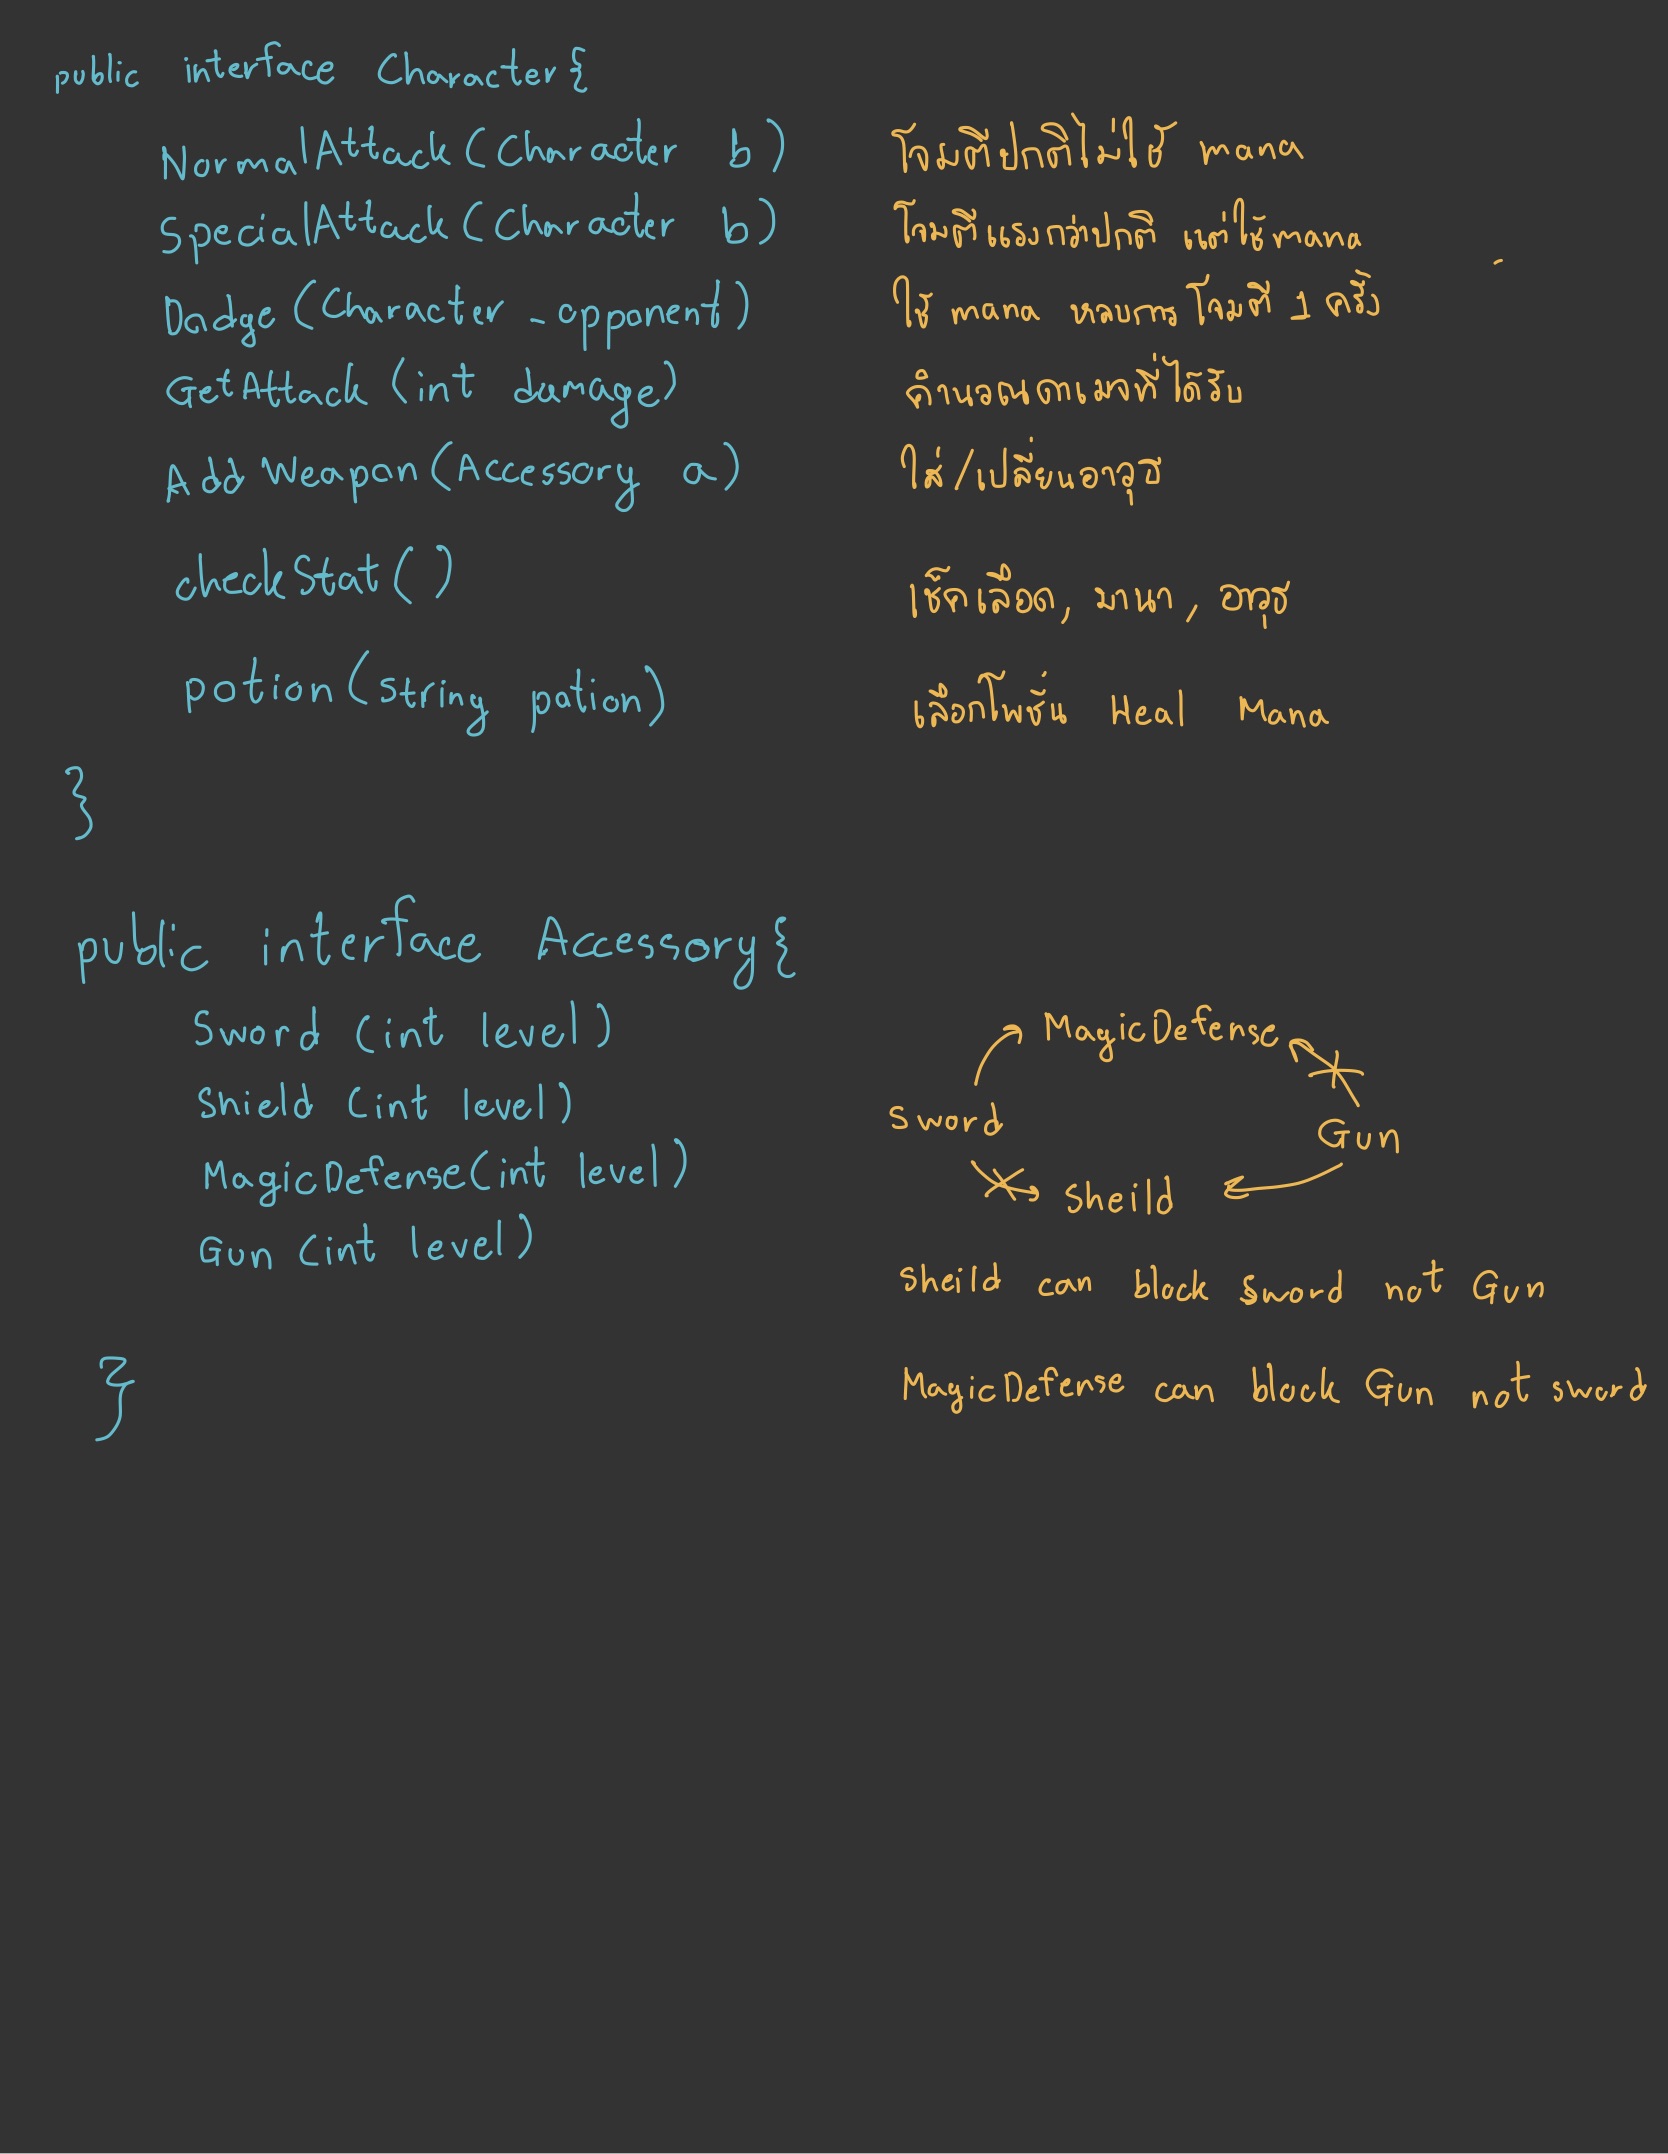 public interface Character{
NormalAttack(Character b) โจมตีปกติไม่ใช้ mana
SpecialAttack(Character b) โจมตีแรงกว่าปกติ แต่ใช้mana
Dodge(Character _opponent) ใช้ mana หลบการโจมตี 1 ครั้ง
GetAttack(int damage) คำนวณดาเมจที่ได้รับ
AddWeapon(Accessory a) ใส่/เปลี่ยนอาวุธ
checkStat() เช็คเลือด, มานา, อาวุธ
potion(string potion) เลือกโพชั่น Heal Mana
}
public interface Accessory{
Sword (int level) MagicDefense
Shield (int level) Sword Gun
MagicDefense(int level) Sheild
Gun (int level)
Sheild can block Sword not Gun
MagicDefense can block Gun not sword
}